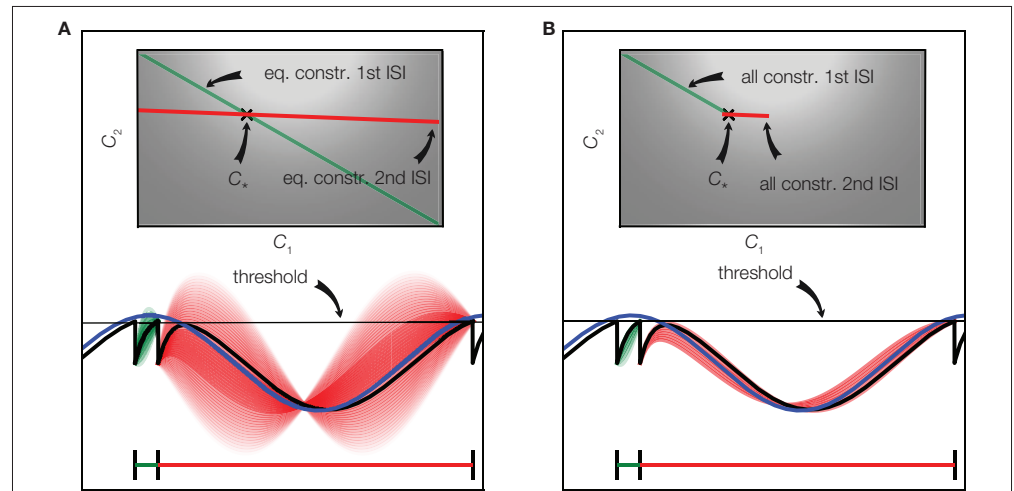 A
eq. constr. 1st ISI
C2
C*
eq. constr. 2nd ISI
C1
threshold
B
all constr. 1st ISI
C2
C*
all constr. 2nd ISI
C1
threshold